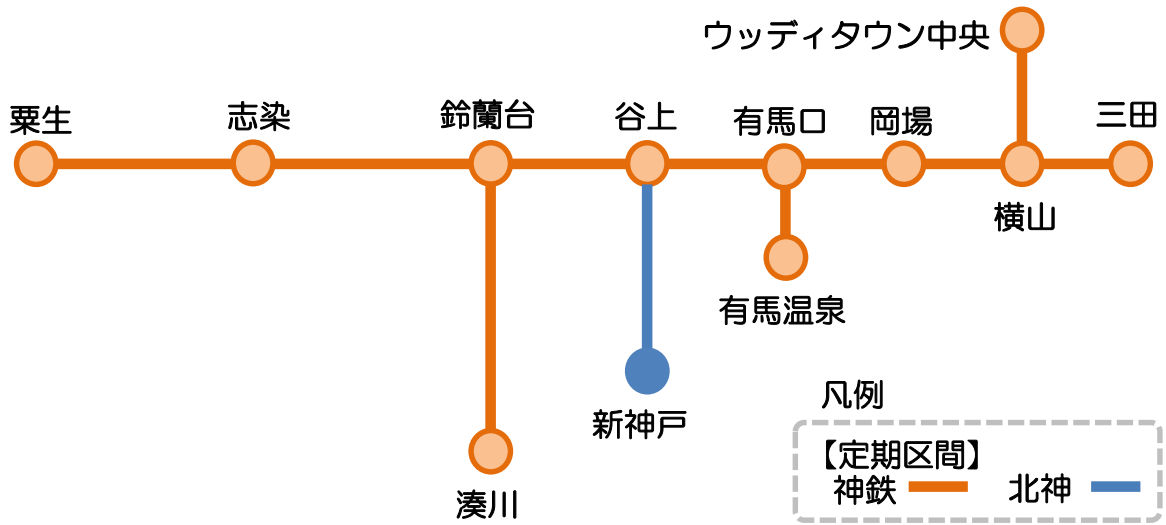 ウッディタウン中央
粟生
志染
鈴蘭台
谷上
有馬口
岡場
三田
横山
有馬温泉
新神戸
湊川
凡例
【定期区間】
神鉄
北神